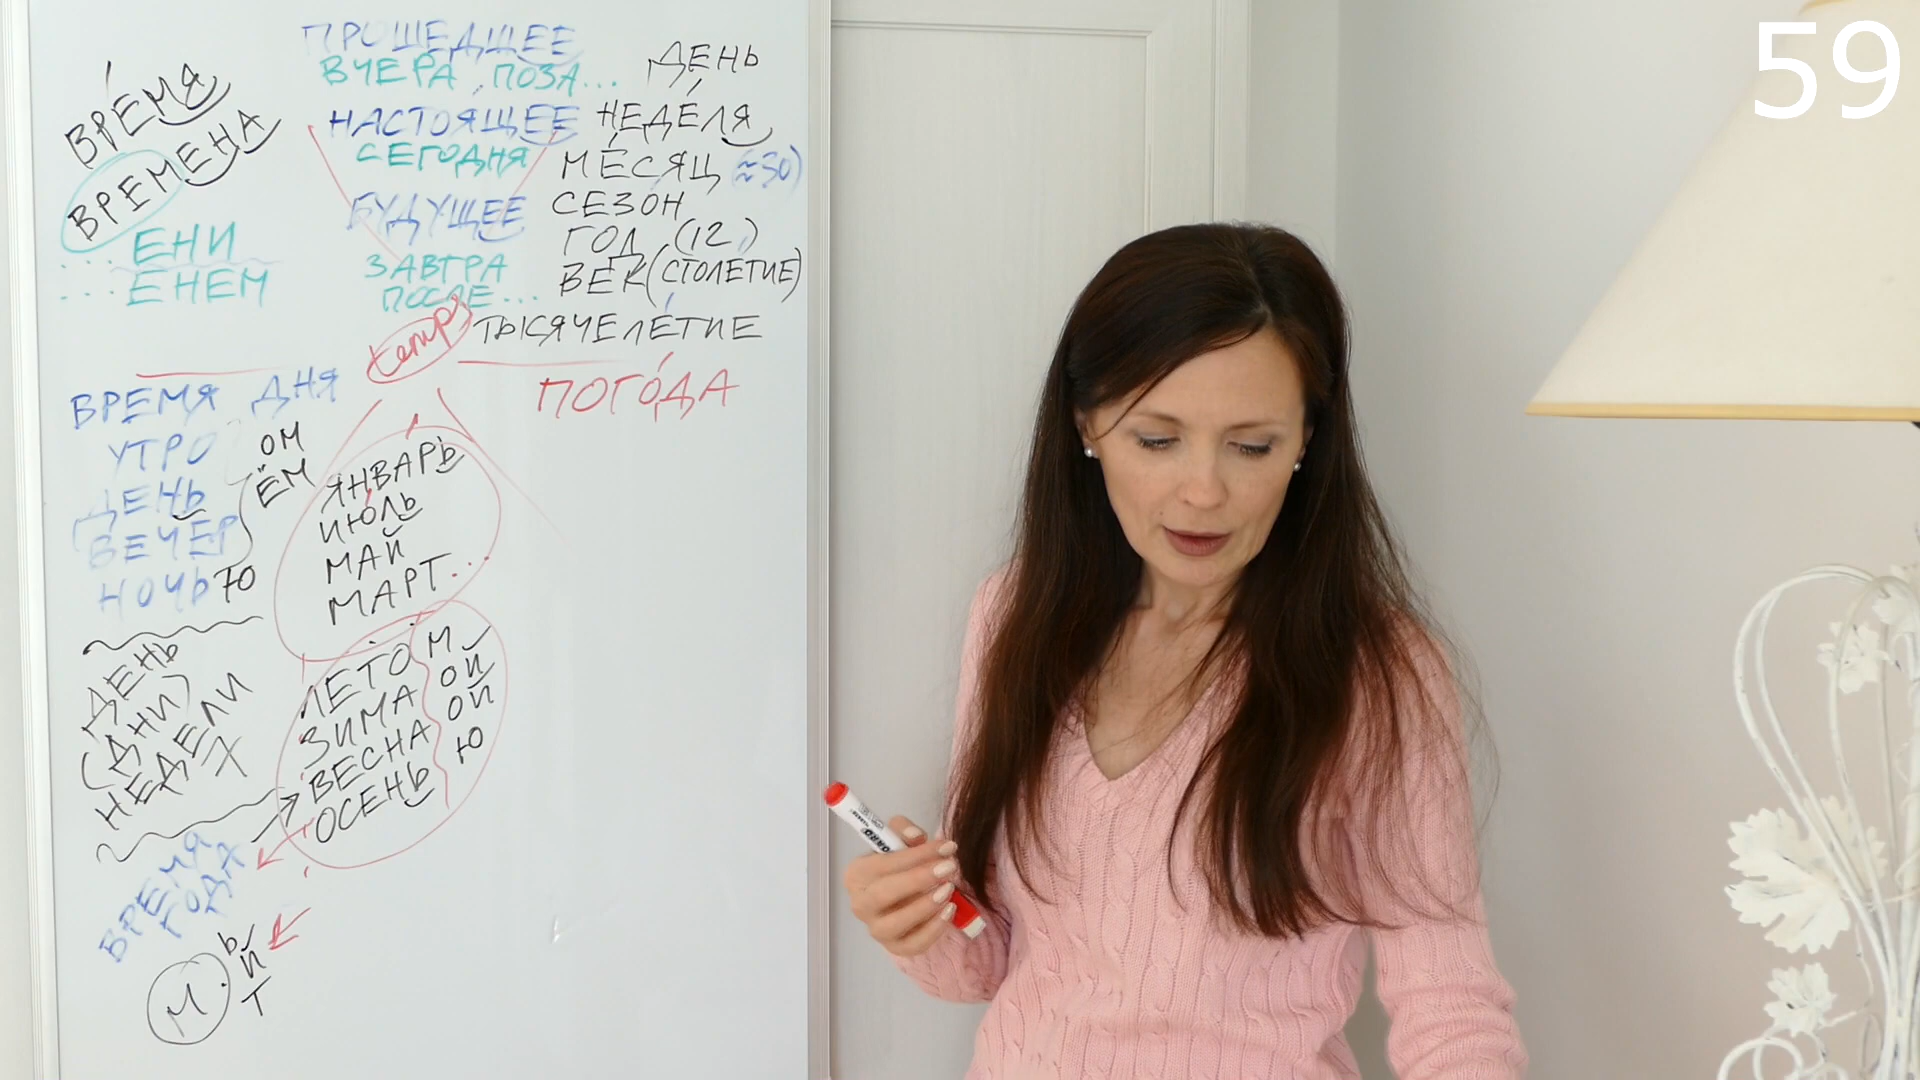 ВРЕМЯ
ВРЕМЕНА
...ЕНИ
...ЕНЕМ
ПРОШЕДШЕЕ
ВЧЕРА, ПОЗА...
НАСТОЯЩЕЕ
СЕГОДНЯ
БУДУЩЕЕ
ЗАВТРА
ПОСЛЕ...
ДЕНЬ
НЕДЕЛЯ
МЕСЯЦ (≈30)
СЕЗОН
ГОД (12)
ВЕК (СТОЛЕТИЕ)
ТЫСЯЧЕЛЕТИЕ
ВРЕМЯ ДНЯ
УТРО
ДЕНЬ
ВЕЧЕР
НОЧЬ Ю
ОМ
ЁМ
ЯНВАРЬ
ИЮЛЬ
МАЙ
МАРТ...
ПОГОДА
ДЕНЬ
(ДНИ)
НЕДЕЛИ
ЛЕТО М
ЗИМА ОЙ
ВЕСНА ОЙ
ОСЕНЬ Ю
ВРЕМЯ
ГОДА
М.
Ь
Й
Т
59